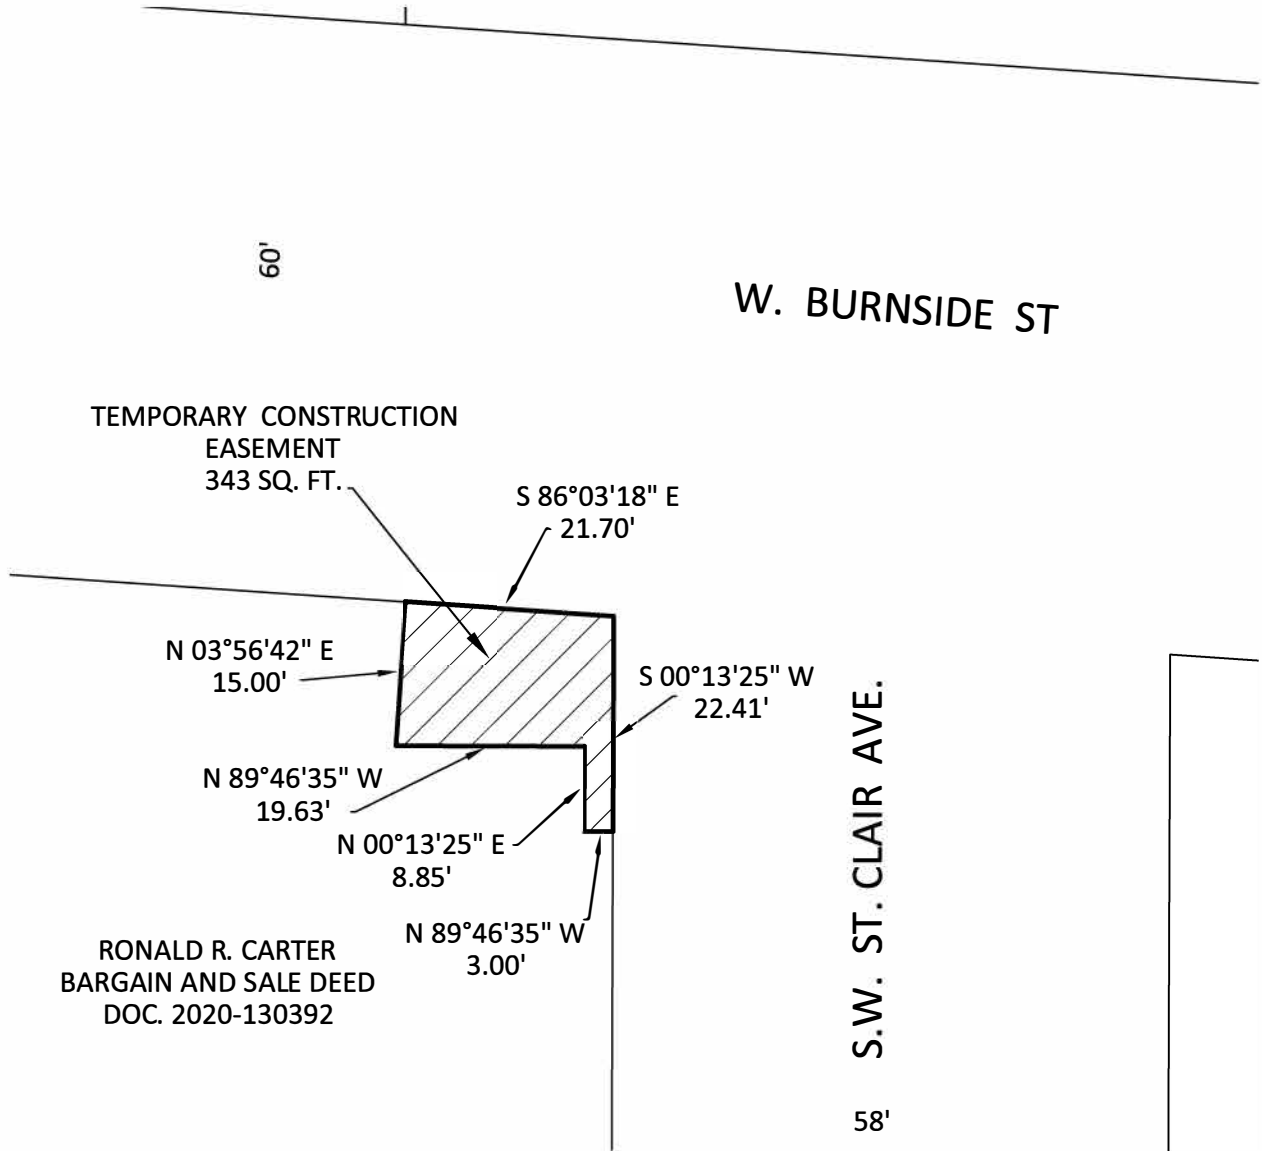 60'
W. BURNSIDE ST
TEMPORARY CONSTRUCTION
EASEMENT
343 SQ. FT.
S 86°03'18" E
21.70'
N 03°56'42" E
15.00'
S 00°13'25" W
22.41'
N 89°46'35" W
19.63'
N 00°13'25" E
8.85'
N 89°46'35" W
3.00'
RONALD R. CARTER
BARGAIN AND SALE DEED
DOC. 2020-130392
S.W. ST. CLAIR AVE.
58'